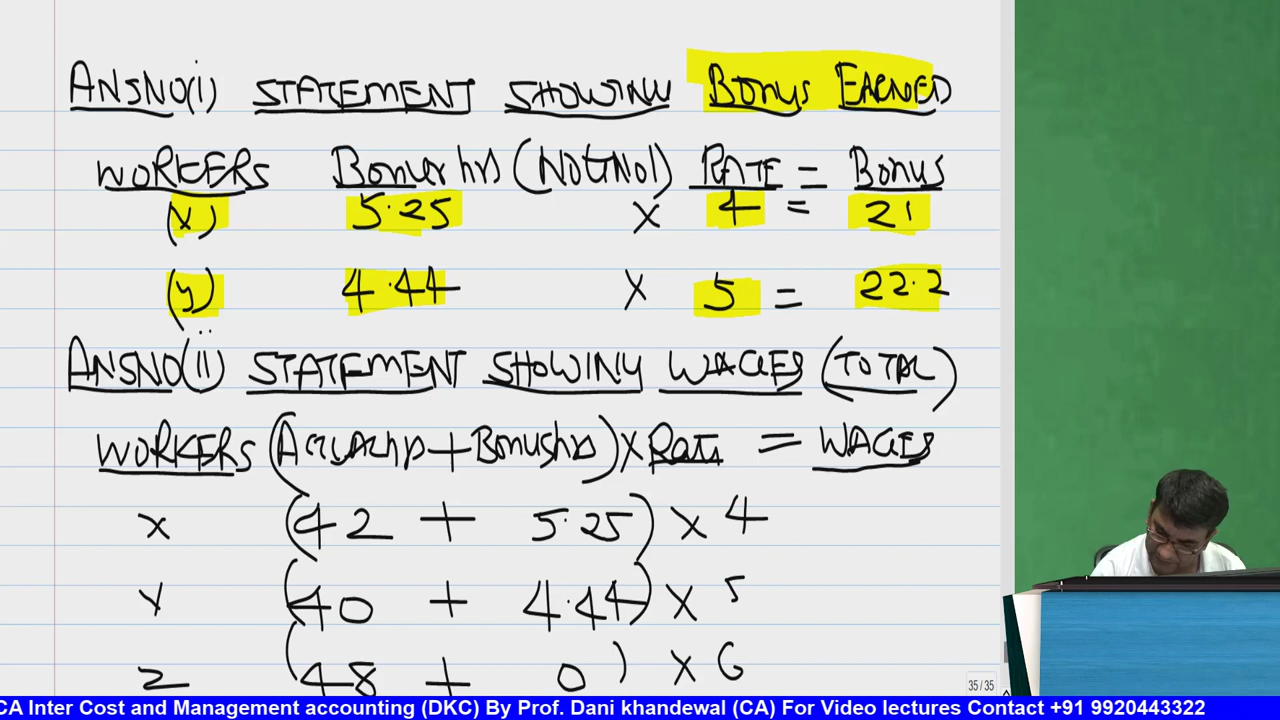 ANSNO(i) STATEMENT SHOWING BONUS EARNED
WORKERS Bonus hrs (NO(i)NO1) RATE = Bonus
(x) 5.25 X 4 = 21
(y) 4.44 X 5 = 22.2
ANSNO(ii) STATEMENT SHOWING WAGES (TOTAL)
WORKERS (Actual hrs + Bonus hrs) X Rate = WAGES
X (42 + 5.25) X 4
Y (40 + 4.44) X 5
Z (48 + 0) X 6
35 / 35
CA Inter Cost and Management accounting (DKC) By Prof. Dani khandewal (CA) For Video lectures Contact +91 9920443322